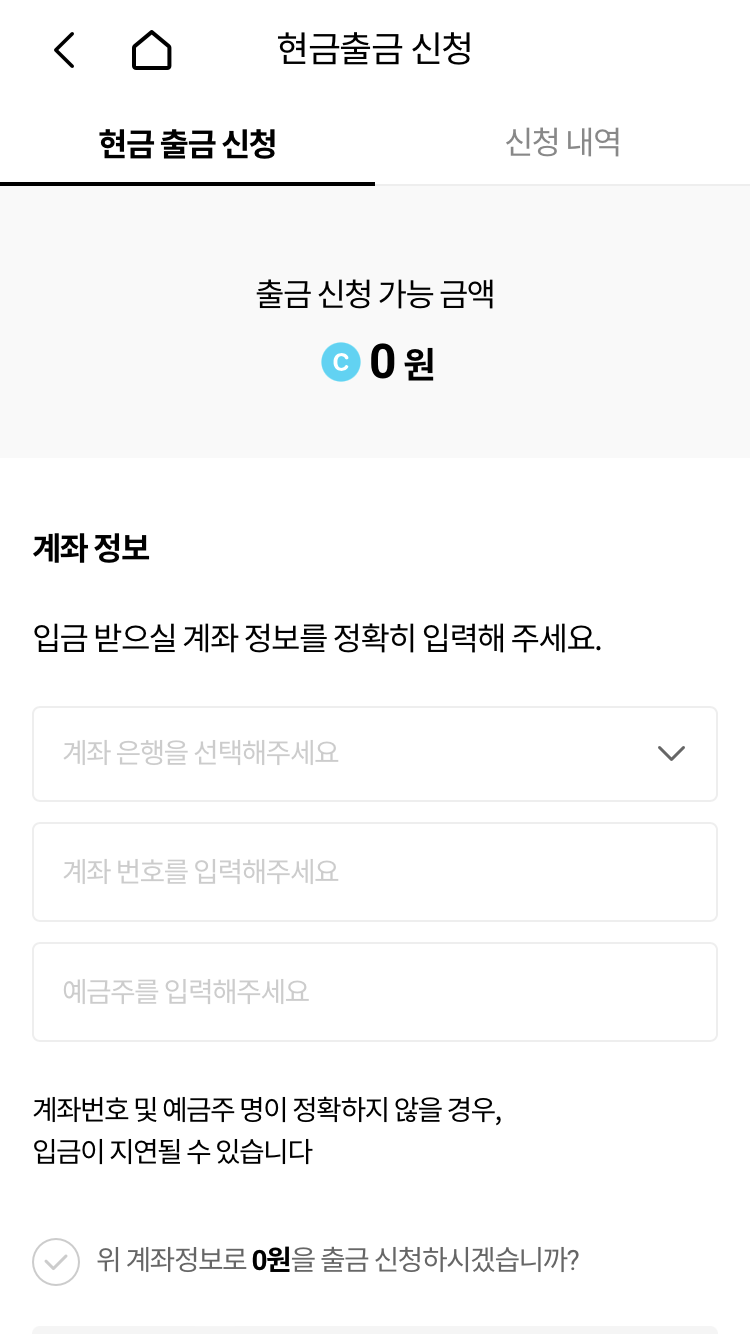 현금출금 신청
현금 출금 신청
신청 내역
출금 신청 가능 금액
C 0 원
계좌 정보
입금 받으실 계좌 정보를 정확히 입력해 주세요.
계좌 은행을 선택해주세요
계좌 번호를 입력해주세요
예금주를 입력해주세요
계좌번호 및 예금주 명이 정확하지 않을 경우,
입금이 지연될 수 있습니다
위 계좌정보로 0원을 출금 신청하시겠습니까?